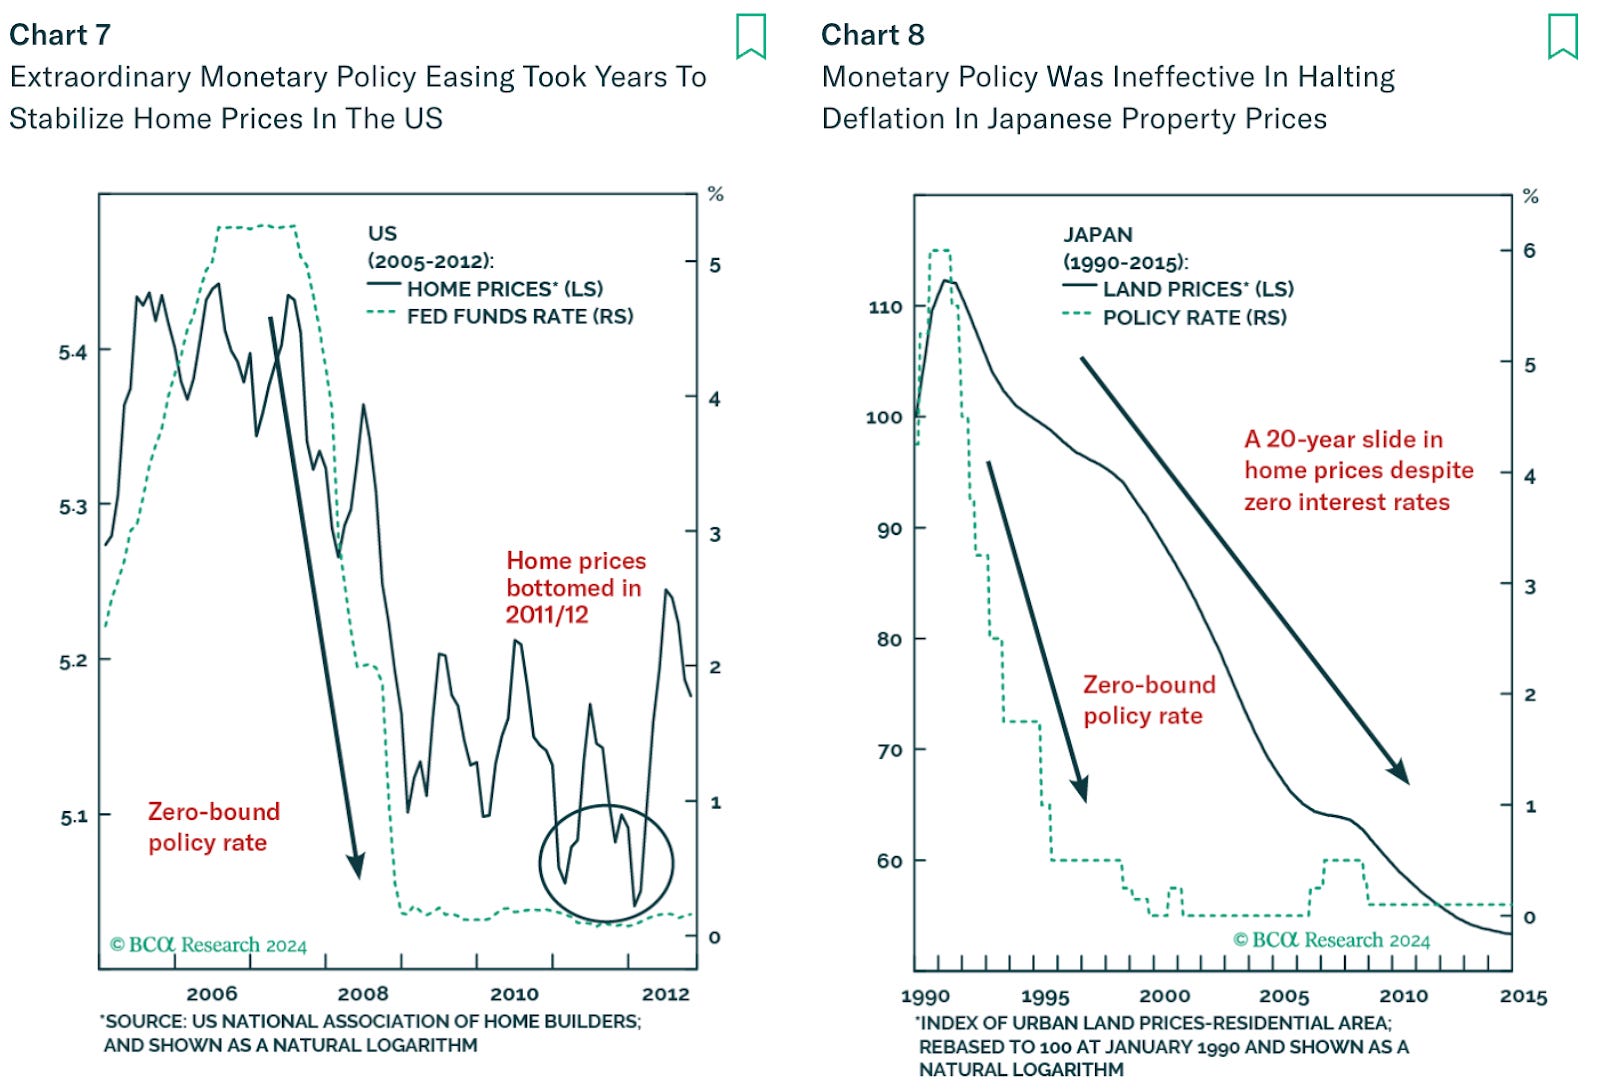 Chart 7
Extraordinary Monetary Policy Easing Took Years To
Stabilize Home Prices In The US
%
US
(2005-2012):
HOME PRICES* (LS)
FED FUNDS RATE (RS)
5.4
5.3
5.2
5.1
5
4
3
2
1
0
Home prices
bottomed in
2011/12
Zero-bound
policy rate
© BCα Research 2024
2006 2008 2010 2012
*SOURCE: US NATIONAL ASSOCIATION OF HOME BUILDERS;
AND SHOWN AS A NATURAL LOGARITHM
Chart 8
Monetary Policy Was Ineffective In Halting
Deflation In Japanese Property Prices
%
JAPAN
(1990-2015):
LAND PRICES* (LS)
POLICY RATE (RS)
110
100
90
80
70
60
6
5
4
3
2
1
0
A 20-year slide in
home prices despite
zero interest rates
Zero-bound
policy rate
© BCα Research 2024
1990 1995 2000 2005 2010 2015
*INDEX OF URBAN LAND PRICES-RESIDENTIAL AREA;
REBASED TO 100 AT JANUARY 1990 AND SHOWN AS A
NATURAL LOGARITHM